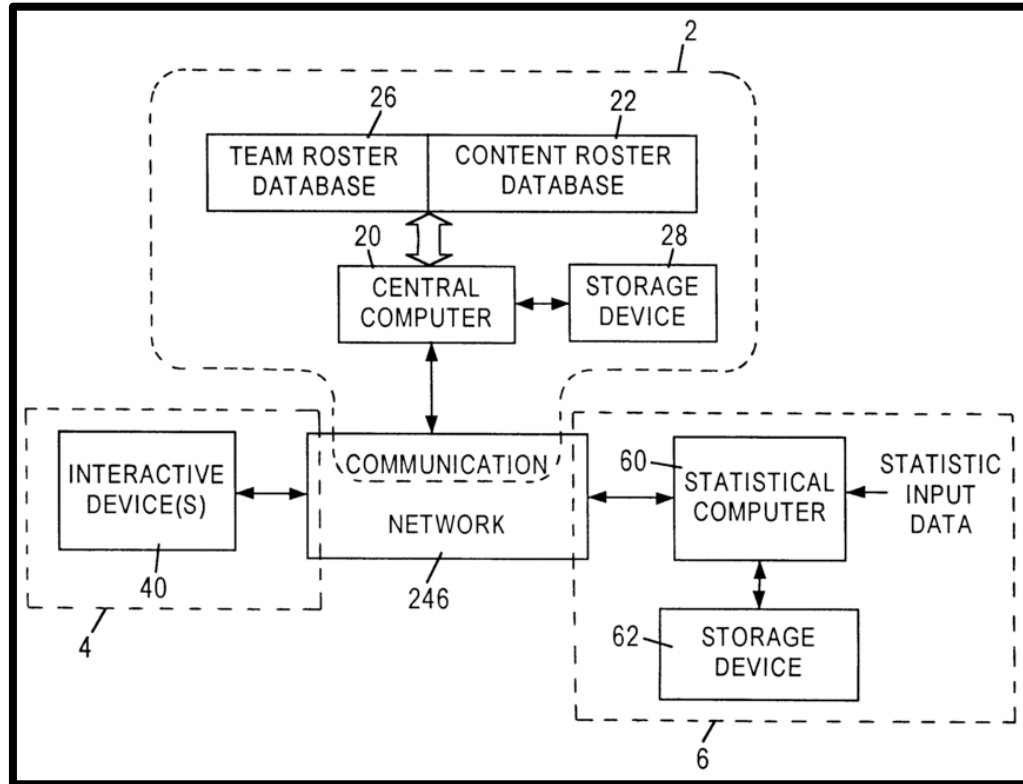 2
26
22
TEAM ROSTER
DATABASE
CONTENT ROSTER
DATABASE
20
28
CENTRAL
COMPUTER
STORAGE
DEVICE
INTERACTIVE
DEVICE(S)
40
4
COMMUNICATION
NETWORK
246
60
STATISTICAL
COMPUTER
STATISTIC
INPUT
DATA
62
STORAGE
DEVICE
6